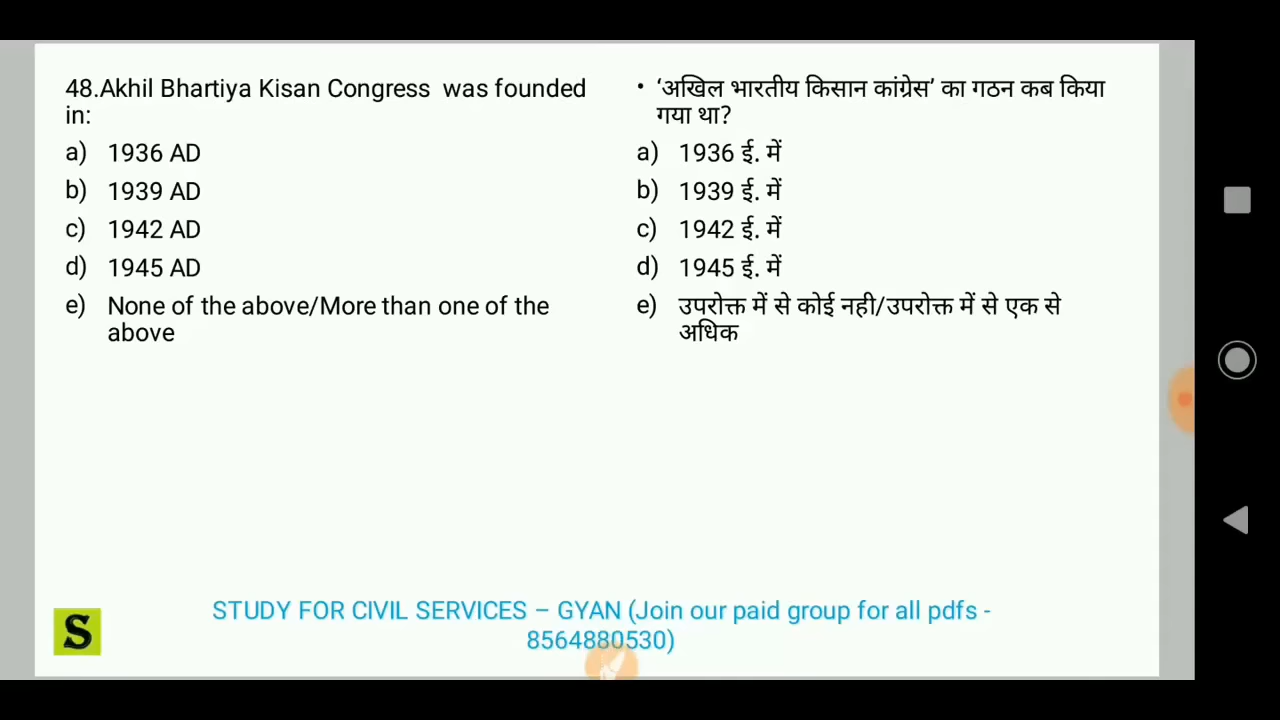 48.Akhil Bhartiya Kisan Congress was founded
in:
a) 1936 AD
b) 1939 AD
c) 1942 AD
d) 1945 AD
e) None of the above/More than one of the
above
• ‘अखिल भारतीय किसान कांग्रेस’ का गठन कब किया
गया था?
a) 1936 ई. में
b) 1939 ई. में
c) 1942 ई. में
d) 1945 ई. में
e) उपरोक्त में से कोई नही/उपरोक्त में से एक से
अधिक
S
STUDY FOR CIVIL SERVICES – GYAN (Join our paid group for all pdfs -
8564880530)